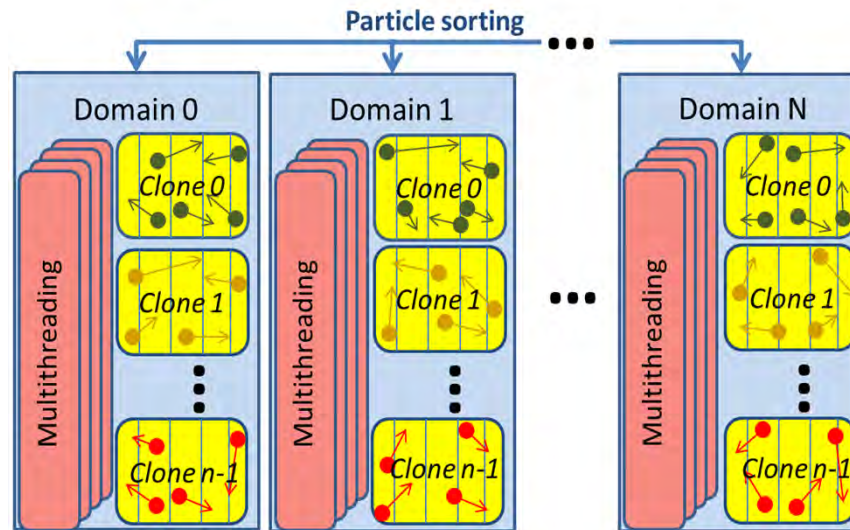 Particle sorting
Domain 0
Domain 1
Domain N
Multithreading
Clone 0
Clone 1
Clone n-1
Multithreading
Clone 0
Clone 1
Clone n-1
Multithreading
Clone 0
Clone 1
Clone n-1